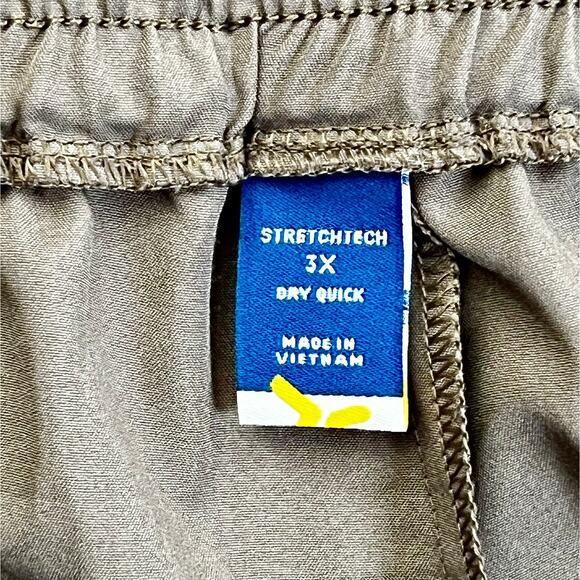 STRETCHTECH
3X
DRY QUICK
MADE IN
VIETNAM